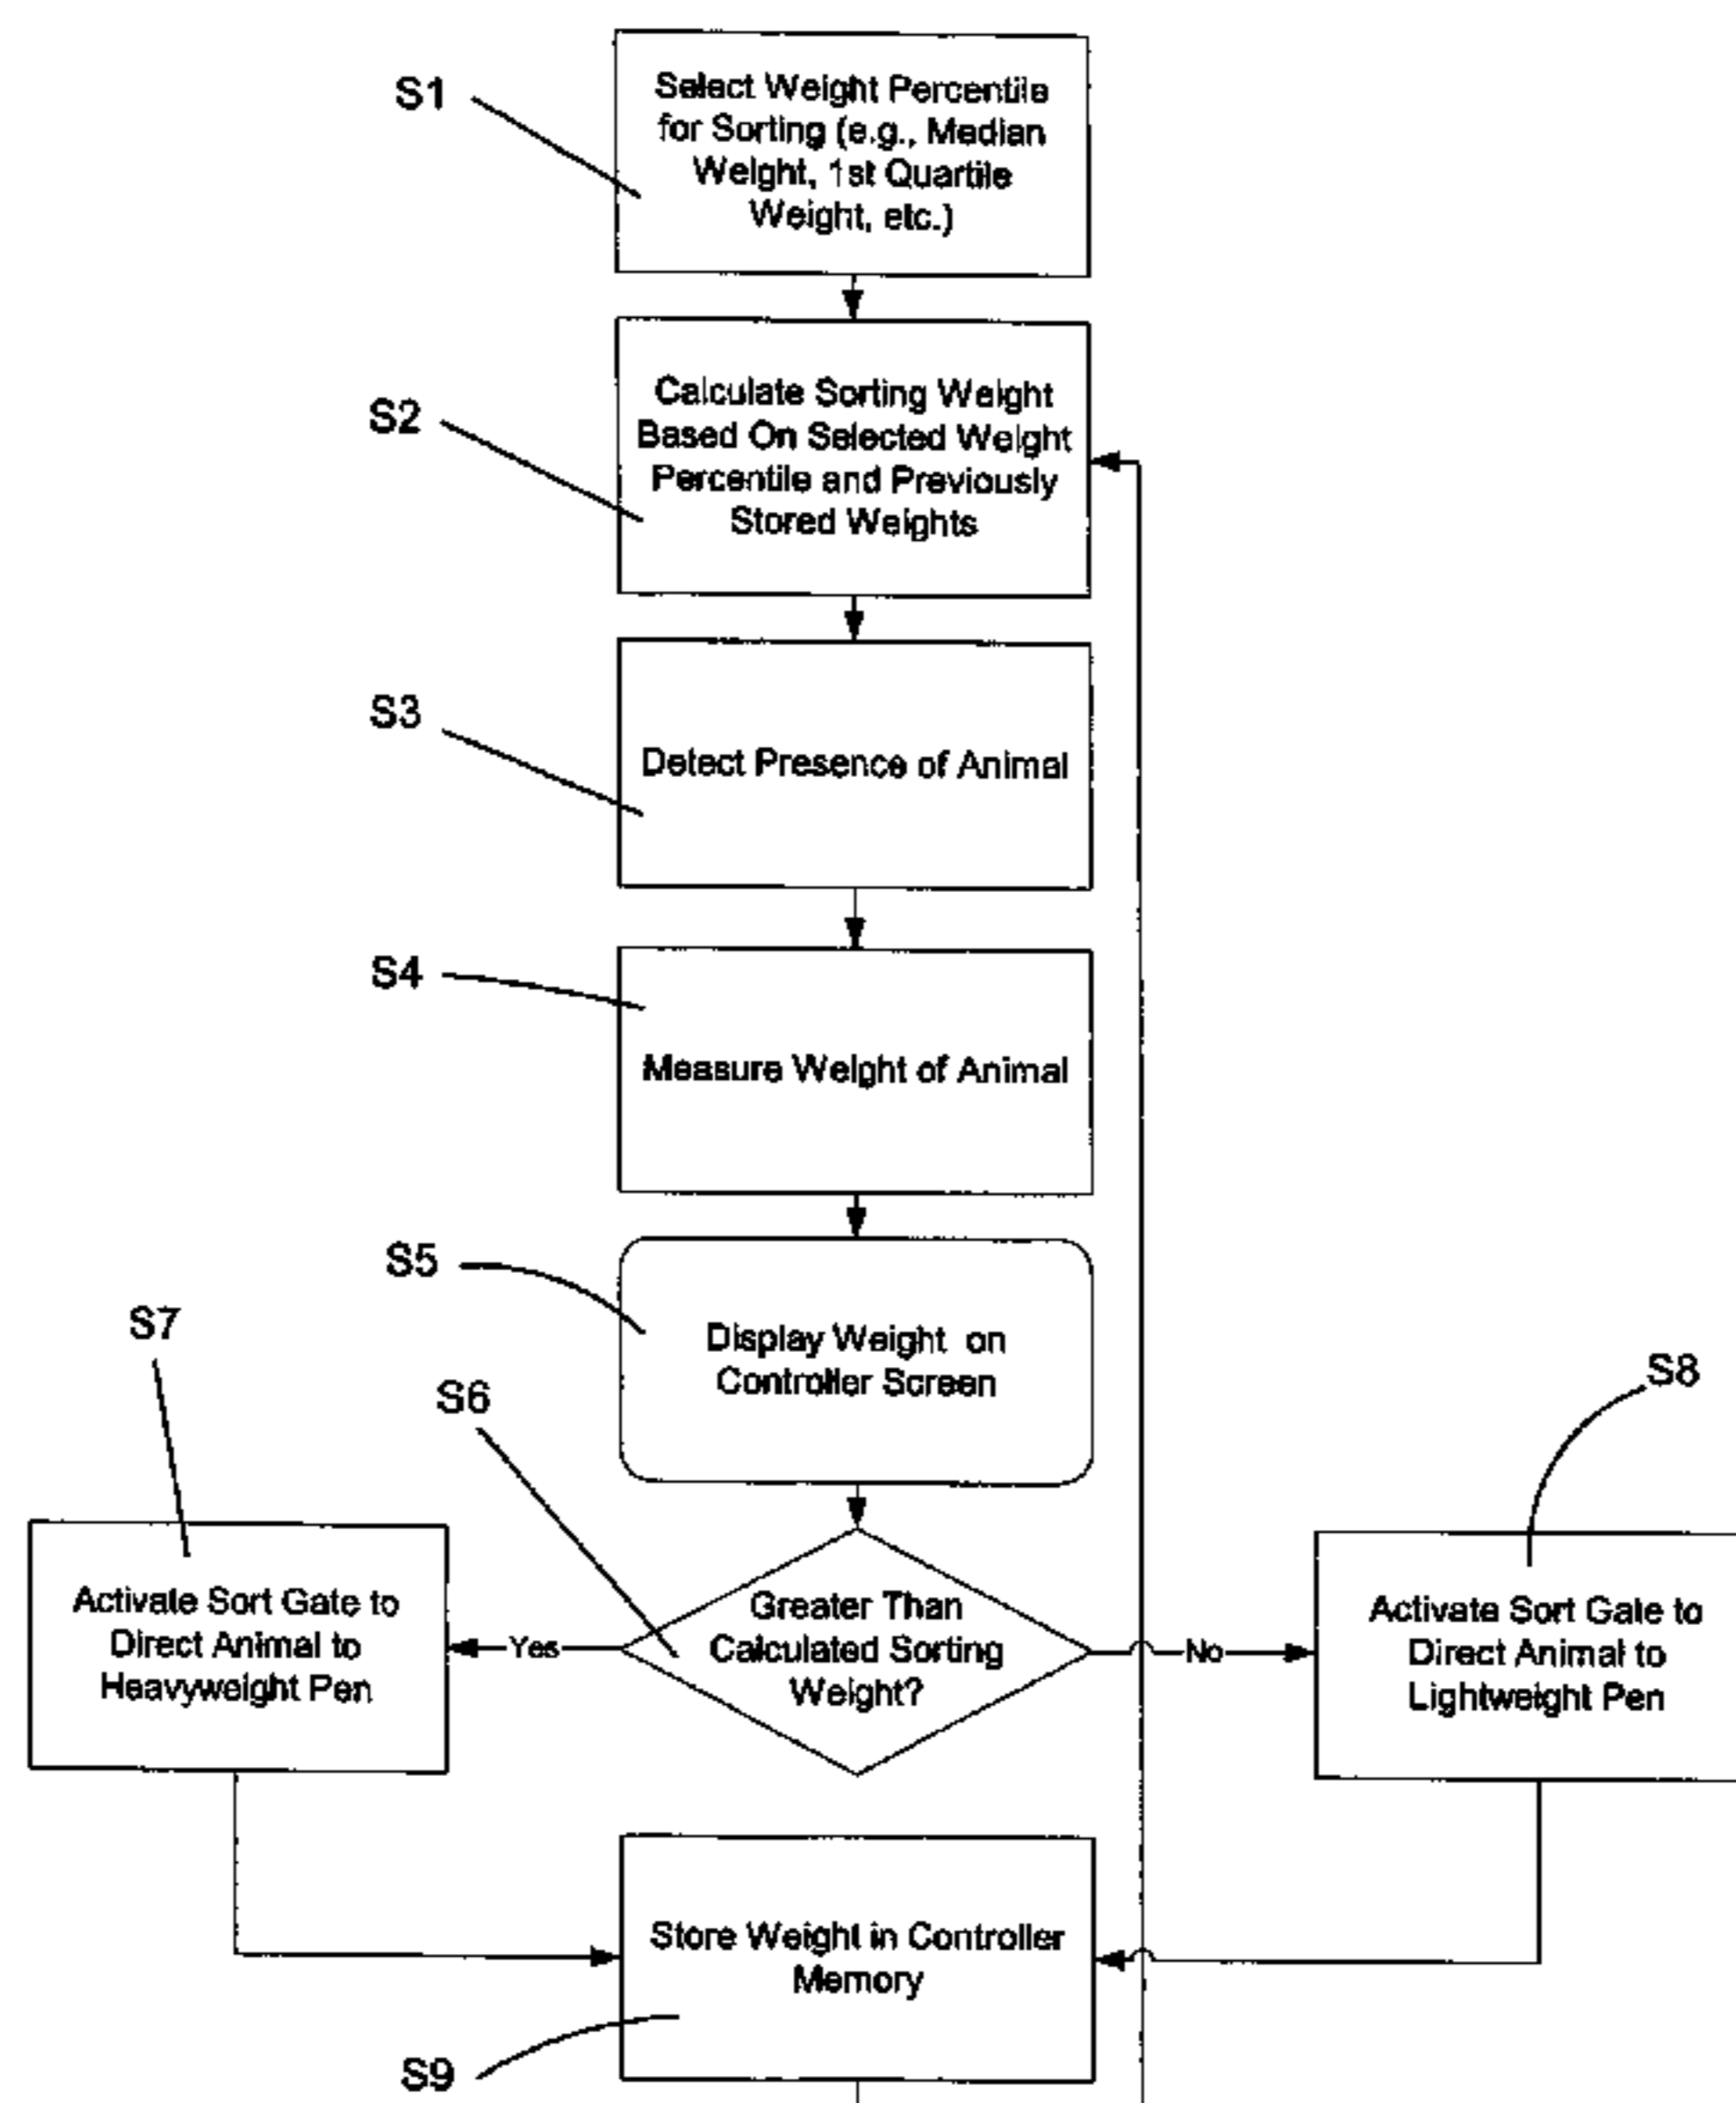 S1
Select Weight Percentile
for Sorting (e.g., Median
Weight, 1st Quartile
Weight, etc.)
S2
Calculate Sorting Weight
Based On Selected Weight
Percentile and Previously
Stored Weights
S3
Detect Presence of Animal
S4
Measure Weight of Animal
S5
Display Weight on
Controller Screen
S7
S6
S8
Activate Sort Gate to
Direct Animal to
Heavyweight Pen
Yes
Greater Than
Calculated Sorting
Weight?
No
Activate Sort Gate to
Direct Animal to
Lightweight Pen
Store Weight in Controller
Memory
S9